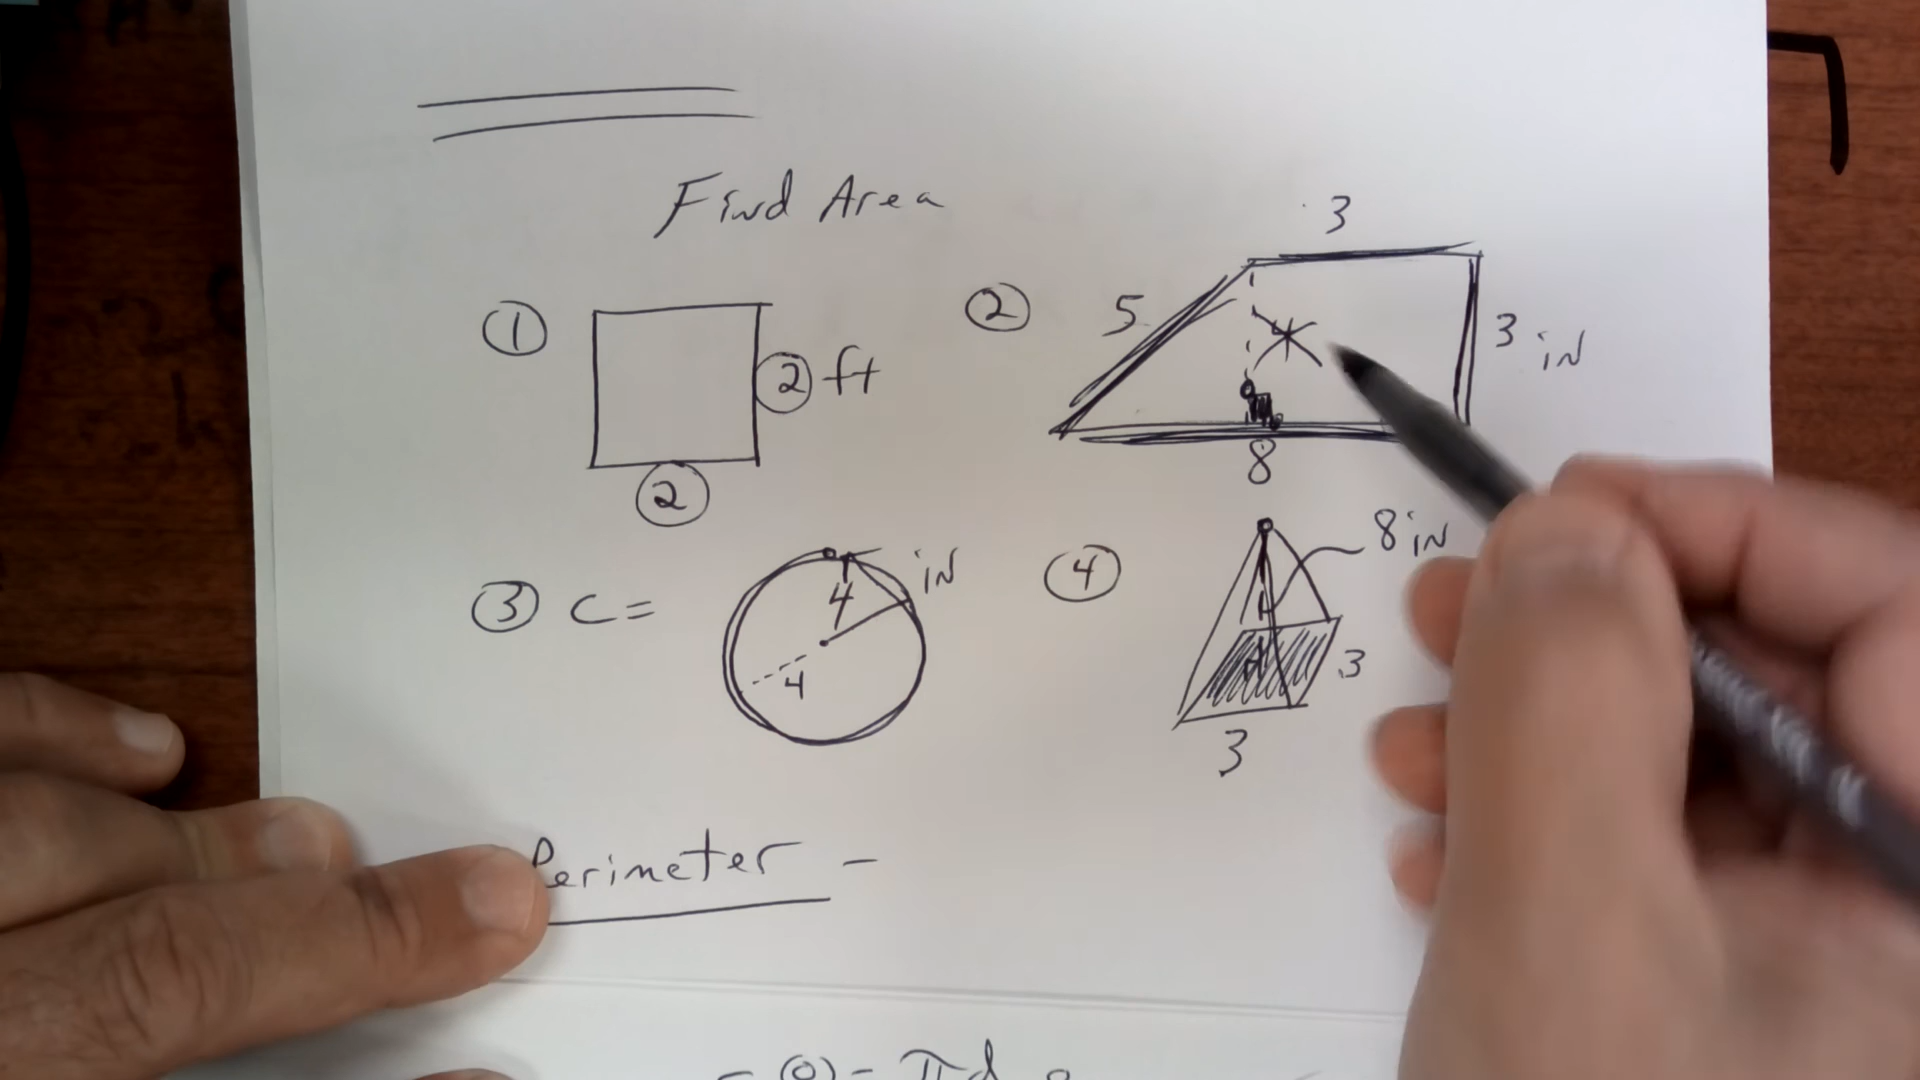 Find Area
① 2 ft
2
② 5 3 3 in
8
③ C = 4 in
4
④ 8 in
3
3
Perimeter -